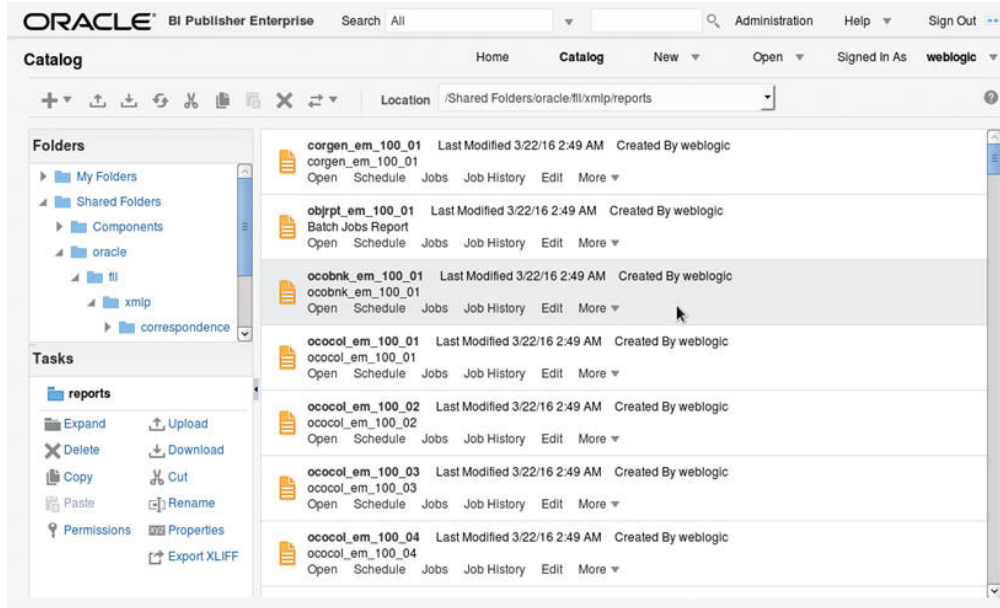 ORACLE BI Publisher Enterprise Search All Administration Help Sign Out
Catalog Home Catalog New Open Signed In As weblogic
Location /Shared Folders/oracle/fll/xmlp/reports
Folders
My Folders
Shared Folders
Components
oracle
fll
xmlp
correspondence
Tasks
reports
Expand Upload
Delete Download
Copy Cut
Paste Rename
Permissions Properties
Export XLIFF
corgen_em_100_01 Last Modified 3/22/16 2:49 AM Created By weblogic
corgen_em_100_01
Open Schedule Jobs Job History Edit More
objrpt_em_100_01 Last Modified 3/22/16 2:49 AM Created By weblogic
Batch Jobs Report
Open Schedule Jobs Job History Edit More
ocobnk_em_100_01 Last Modified 3/22/16 2:49 AM Created By weblogic
ocobnk_em_100_01
Open Schedule Jobs Job History Edit More
ococol_em_100_01 Last Modified 3/22/16 2:49 AM Created By weblogic
ococol_em_100_01
Open Schedule Jobs Job History Edit More
ococol_em_100_02 Last Modified 3/22/16 2:49 AM Created By weblogic
ococol_em_100_02
Open Schedule Jobs Job History Edit More
ococol_em_100_03 Last Modified 3/22/16 2:49 AM Created By weblogic
ococol_em_100_03
Open Schedule Jobs Job History Edit More
ococol_em_100_04 Last Modified 3/22/16 2:49 AM Created By weblogic
ococol_em_100_04
Open Schedule Jobs Job History Edit More